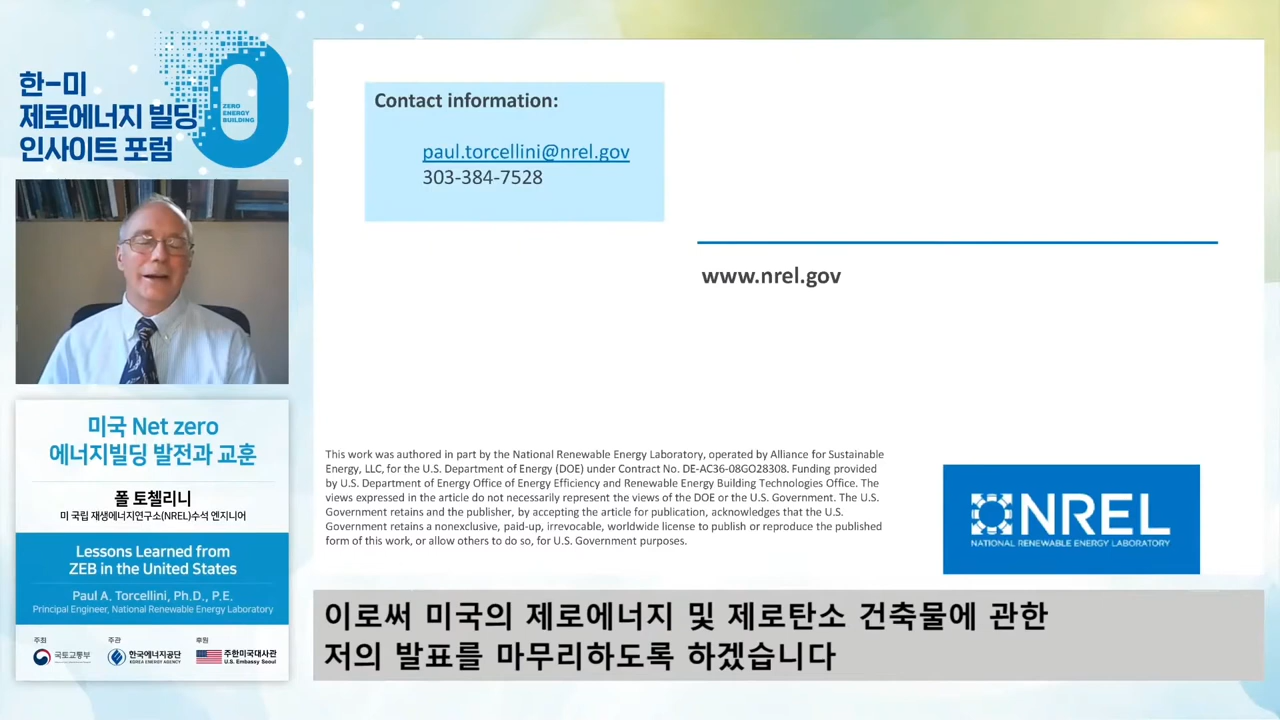 한-미
제로에너지 빌딩
인사이트 포럼
ZERO
ENERGY
BUILDING
미국 Net zero
에너지빌딩 발전과 교훈
폴 토첼리니
미 국립 재생에너지연구소(NREL)수석 엔지니어
Lessons Learned from
ZEB in the United States
Paul A. Torcellini, Ph.D., P.E.
Principal Engineer, National Renewable Energy Laboratory
주최
국토교통부
주관
한국에너지공단
KOREA ENERGY AGENCY
후원
주한미국대사관
U.S. Embassy Seoul
Contact information:
paul.torcellini@nrel.gov
303-384-7528
www.nrel.gov
This work was authored in part by the National Renewable Energy Laboratory, operated by Alliance for Sustainable
Energy, LLC, for the U.S. Department of Energy (DOE) under Contract No. DE-AC36-08GO28308. Funding provided
by U.S. Department of Energy Office of Energy Efficiency and Renewable Energy Building Technologies Office. The
views expressed in the article do not necessarily represent the views of the DOE or the U.S. Government. The U.S.
Government retains and the publisher, by accepting the article for publication, acknowledges that the U.S.
Government retains a nonexclusive, paid-up, irrevocable, worldwide license to publish or reproduce the published
form of this work, or allow others to do so, for U.S. Government purposes.
NREL
NATIONAL RENEWABLE ENERGY LABORATORY
이로써 미국의 제로에너지 및 제로탄소 건축물에 관한
저의 발표를 마무리하도록 하겠습니다